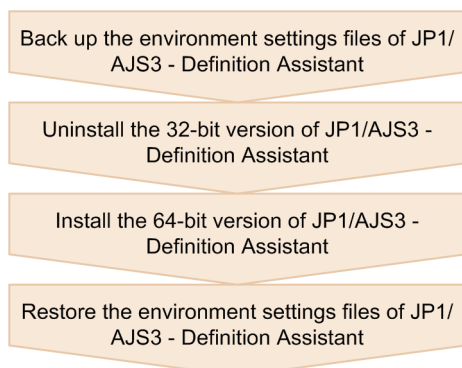 Back up the environment settings files of JP1/
AJS3 - Definition Assistant
Uninstall the 32-bit version of JP1/AJS3 -
Definition Assistant
Install the 64-bit version of JP1/AJS3 -
Definition Assistant
Restore the environment settings files of JP1/
AJS3 - Definition Assistant